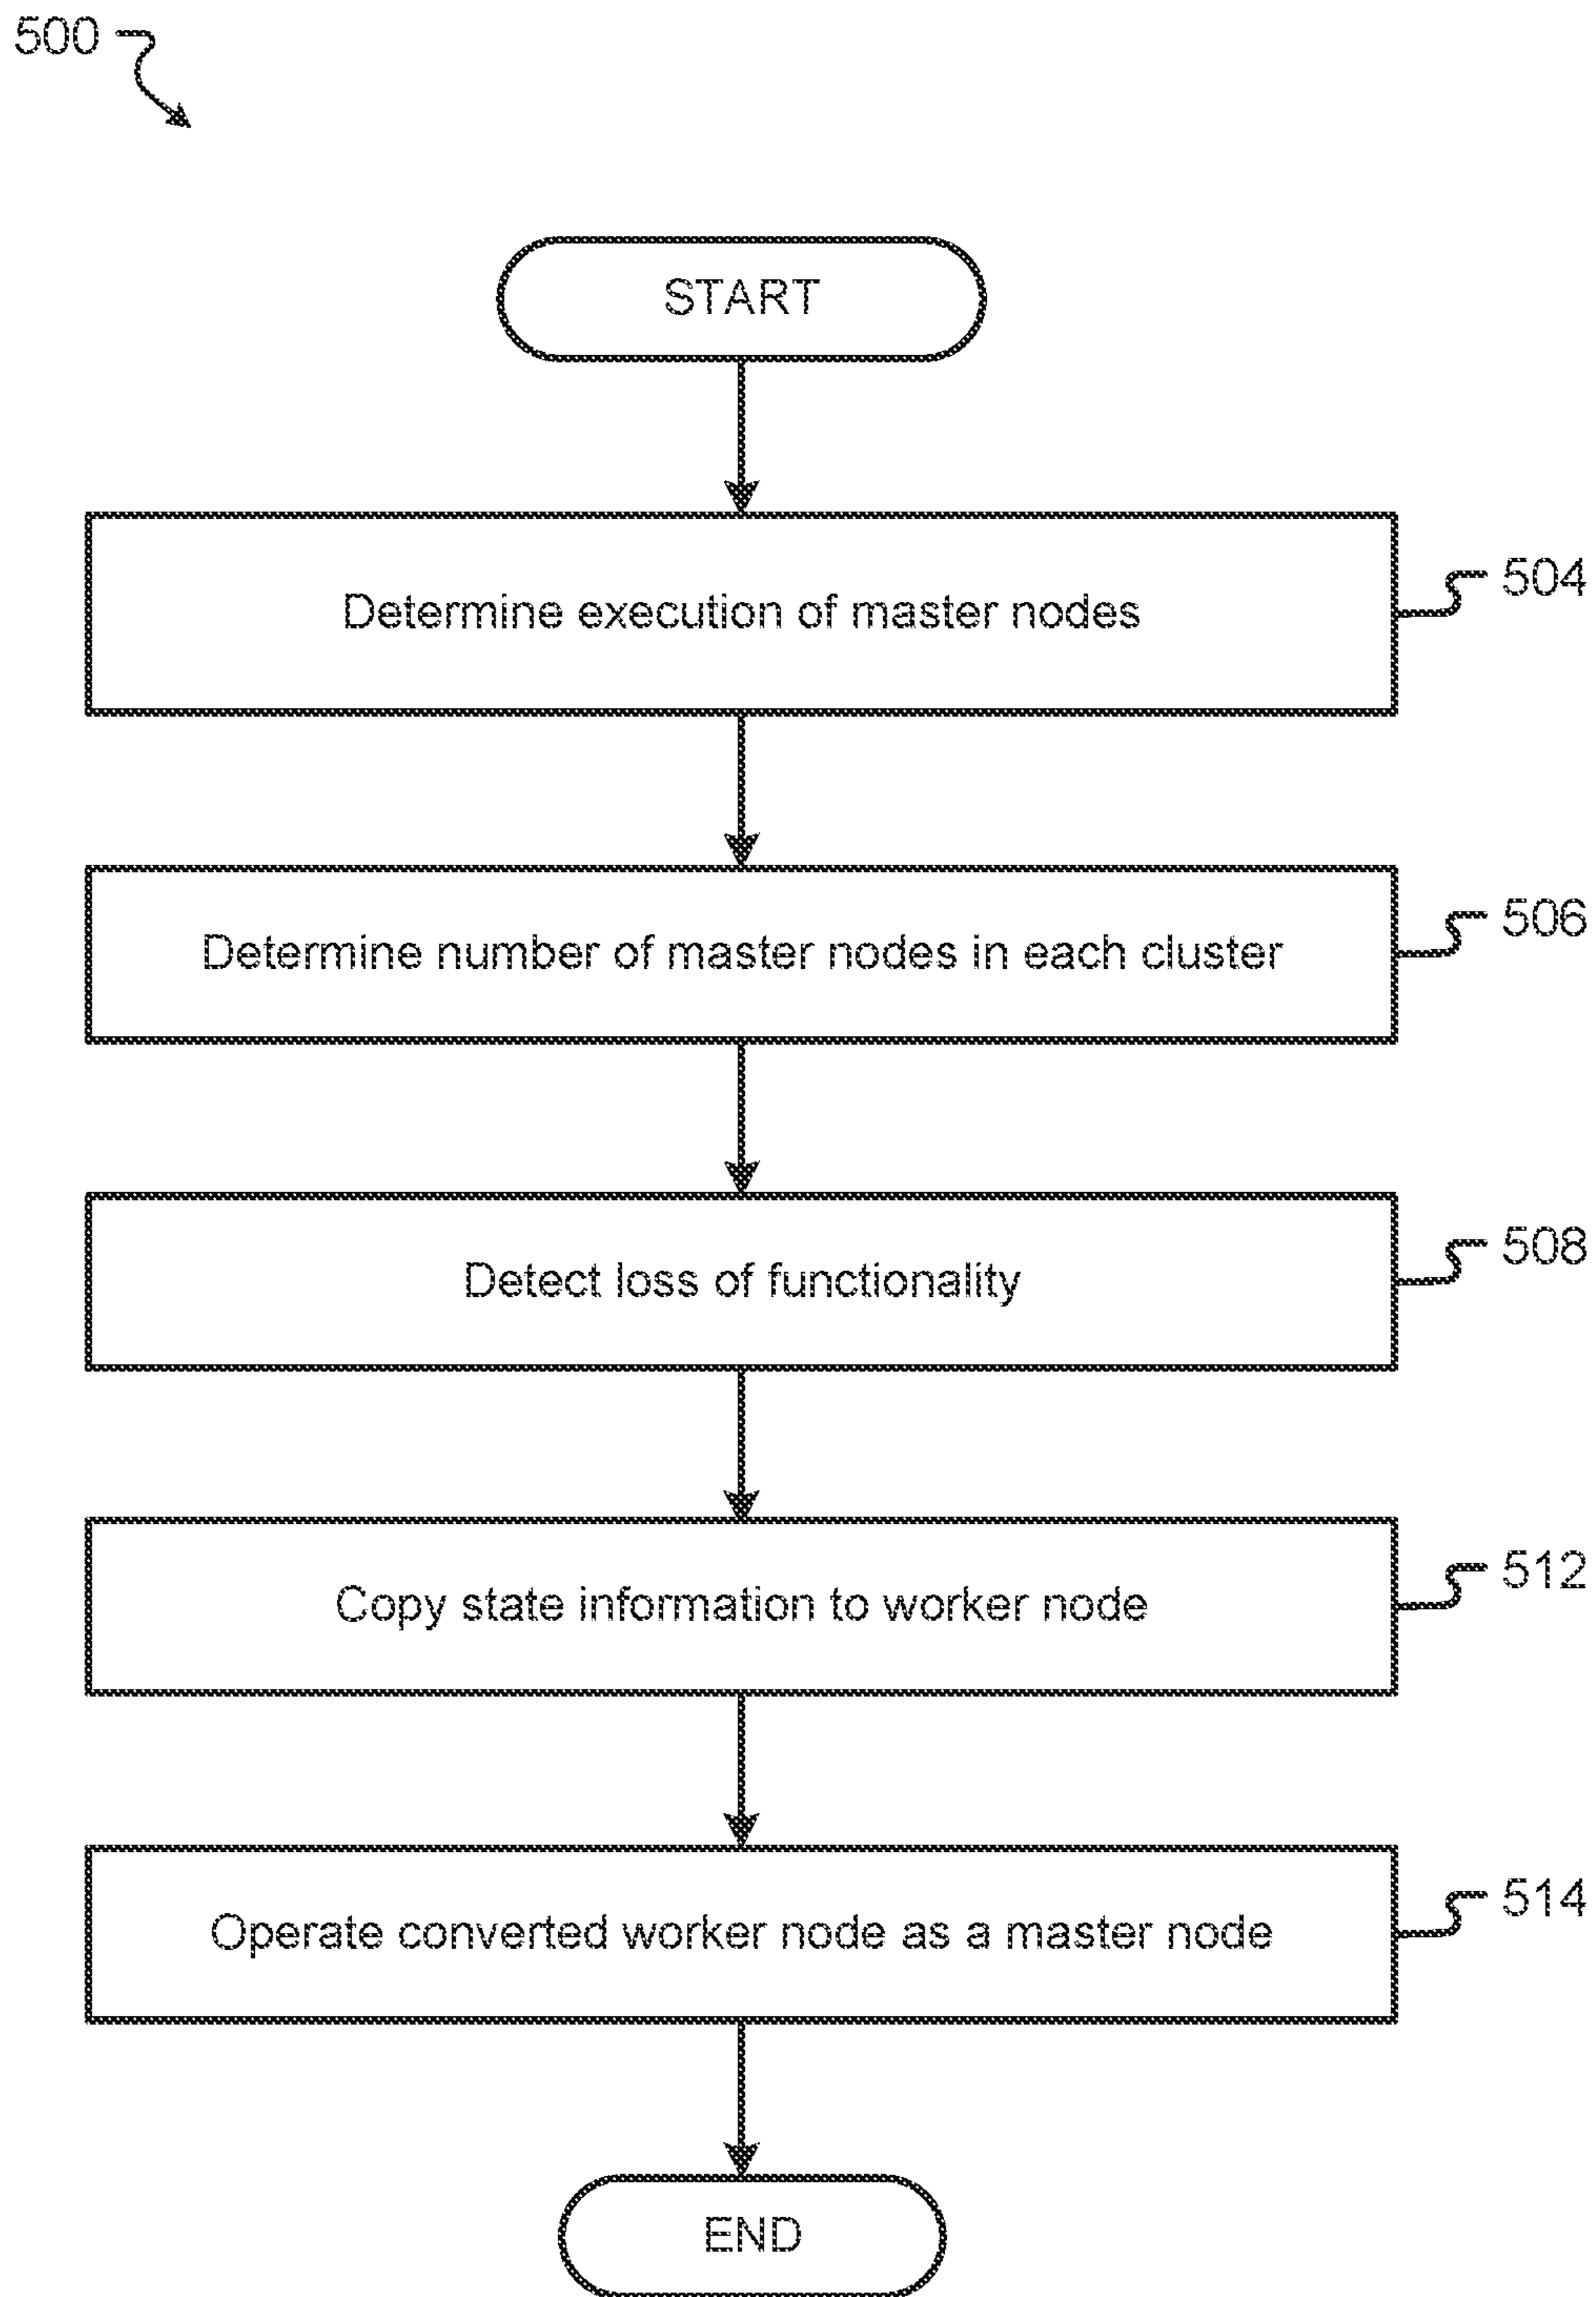 500
START
Determine execution of master nodes
504
Determine number of master nodes in each cluster
506
Detect loss of functionality
508
Copy state information to worker node
512
Operate converted worker node as a master node
514
END